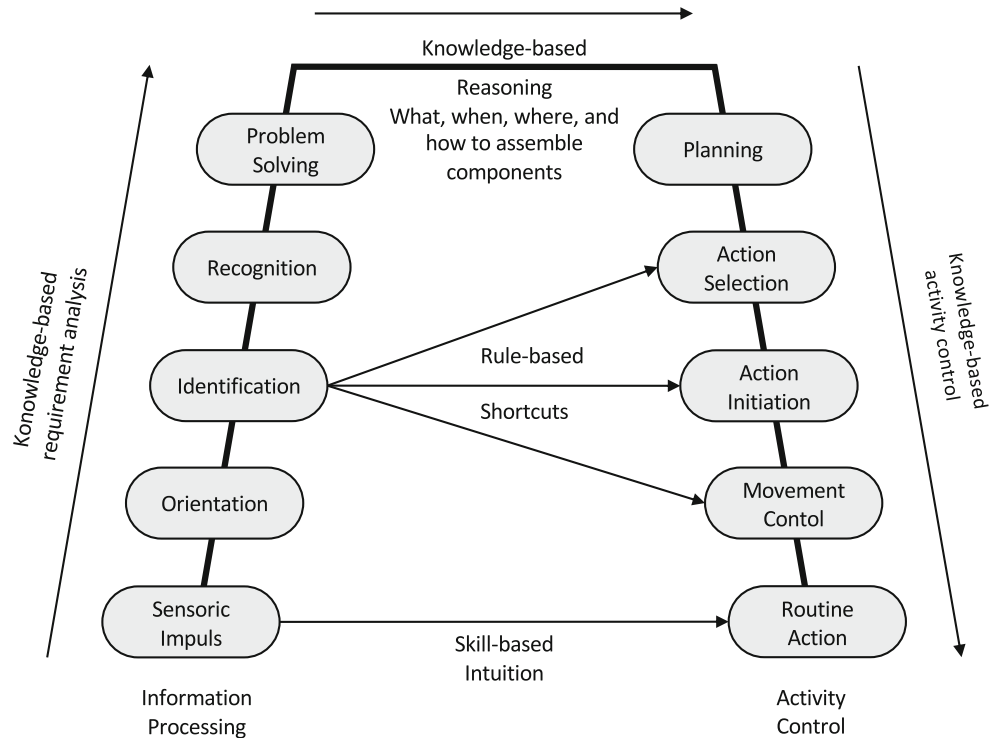 Knowledge-based
Reasoning
What, when, where, and
how to assemble
components
Problem
Solving
Planning
Recognition
Action
Selection
Konowledge-based
requirement analysis
Knowledge-based
activity control
Identification
Rule-based
Shortcuts
Action
Initiation
Orientation
Movement
Contol
Sensoric
Impuls
Skill-based
Intuition
Routine
Action
Information
Processing
Activity
Control